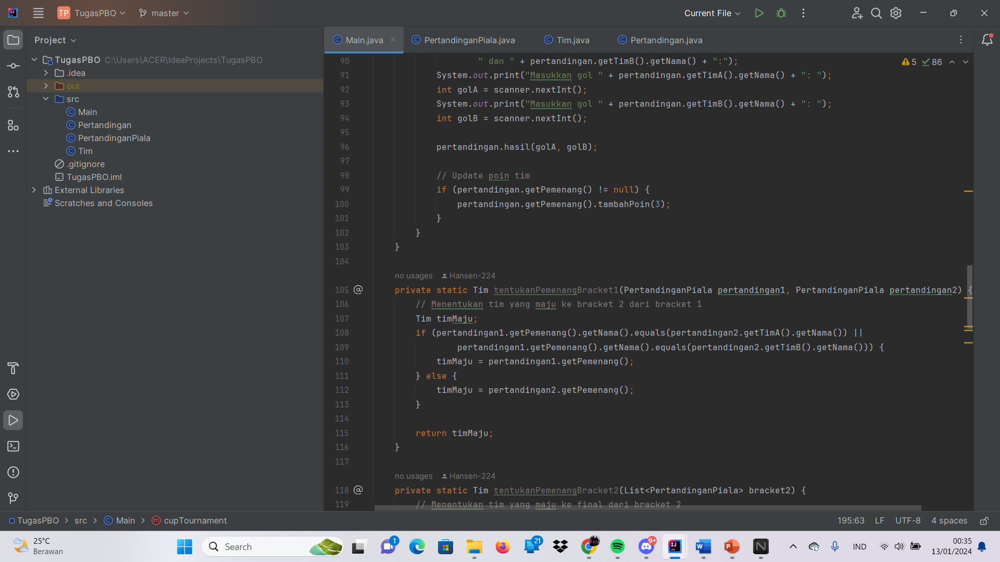 TP TugasPBO master Current File
Project
TugasPBO C:\Users\ACER\IdeaProjects\TugasPBO
.idea
out
src
Main
Pertandingan
PertandinganPiala
Tim
.gitignore
TugasPBO.iml
External Libraries
Scratches and Consoles
Main.java PertandinganPiala.java Tim.java Pertandingan.java
5 86
90 " dan " + pertandingan.getTimB().getNama() + ":");
91 System.out.print("Masukkan gol " + pertandingan.getTimA().getNama() + ": ");
92 int golA = scanner.nextInt();
93 System.out.print("Masukkan gol " + pertandingan.getTimB().getNama() + ": ");
94 int golB = scanner.nextInt();
95
96 pertandingan.hasil(golA, golB);
97
98 // Update poin tim
99 if (pertandingan.getPemenang() != null) {
100 pertandingan.getPemenang().tambahPoin(3);
101 }
102 }
103 }
104
no usages Hansen-224
105 @ private static Tim tentukanPemenangBracket1(PertandinganPiala pertandingan1, PertandinganPiala pertandingan2) {
106 // Menentukan tim yang maju ke bracket 2 dari bracket 1
107 Tim timMaju;
108 if (pertandingan1.getPemenang().getNama().equals(pertandingan2.getTimA().getNama()) ||
109 pertandingan1.getPemenang().getNama().equals(pertandingan2.getTimB().getNama())) {
110 timMaju = pertandingan1.getPemenang();
111 } else {
112 timMaju = pertandingan2.getPemenang();
113 }
114
115 return timMaju;
116 }
117
no usages Hansen-224
118 @ private static Tim tentukanPemenangBracket2(List<PertandinganPiala> bracket2) {
119 // Menentukan tim yang maju ke final dari bracket 2
TugasPBO > src > Main > cupTournament 195:63 LF UTF-8 4 spaces
25°C
Berawan
Search
1
21
9+
IND
00:35
13/01/2024